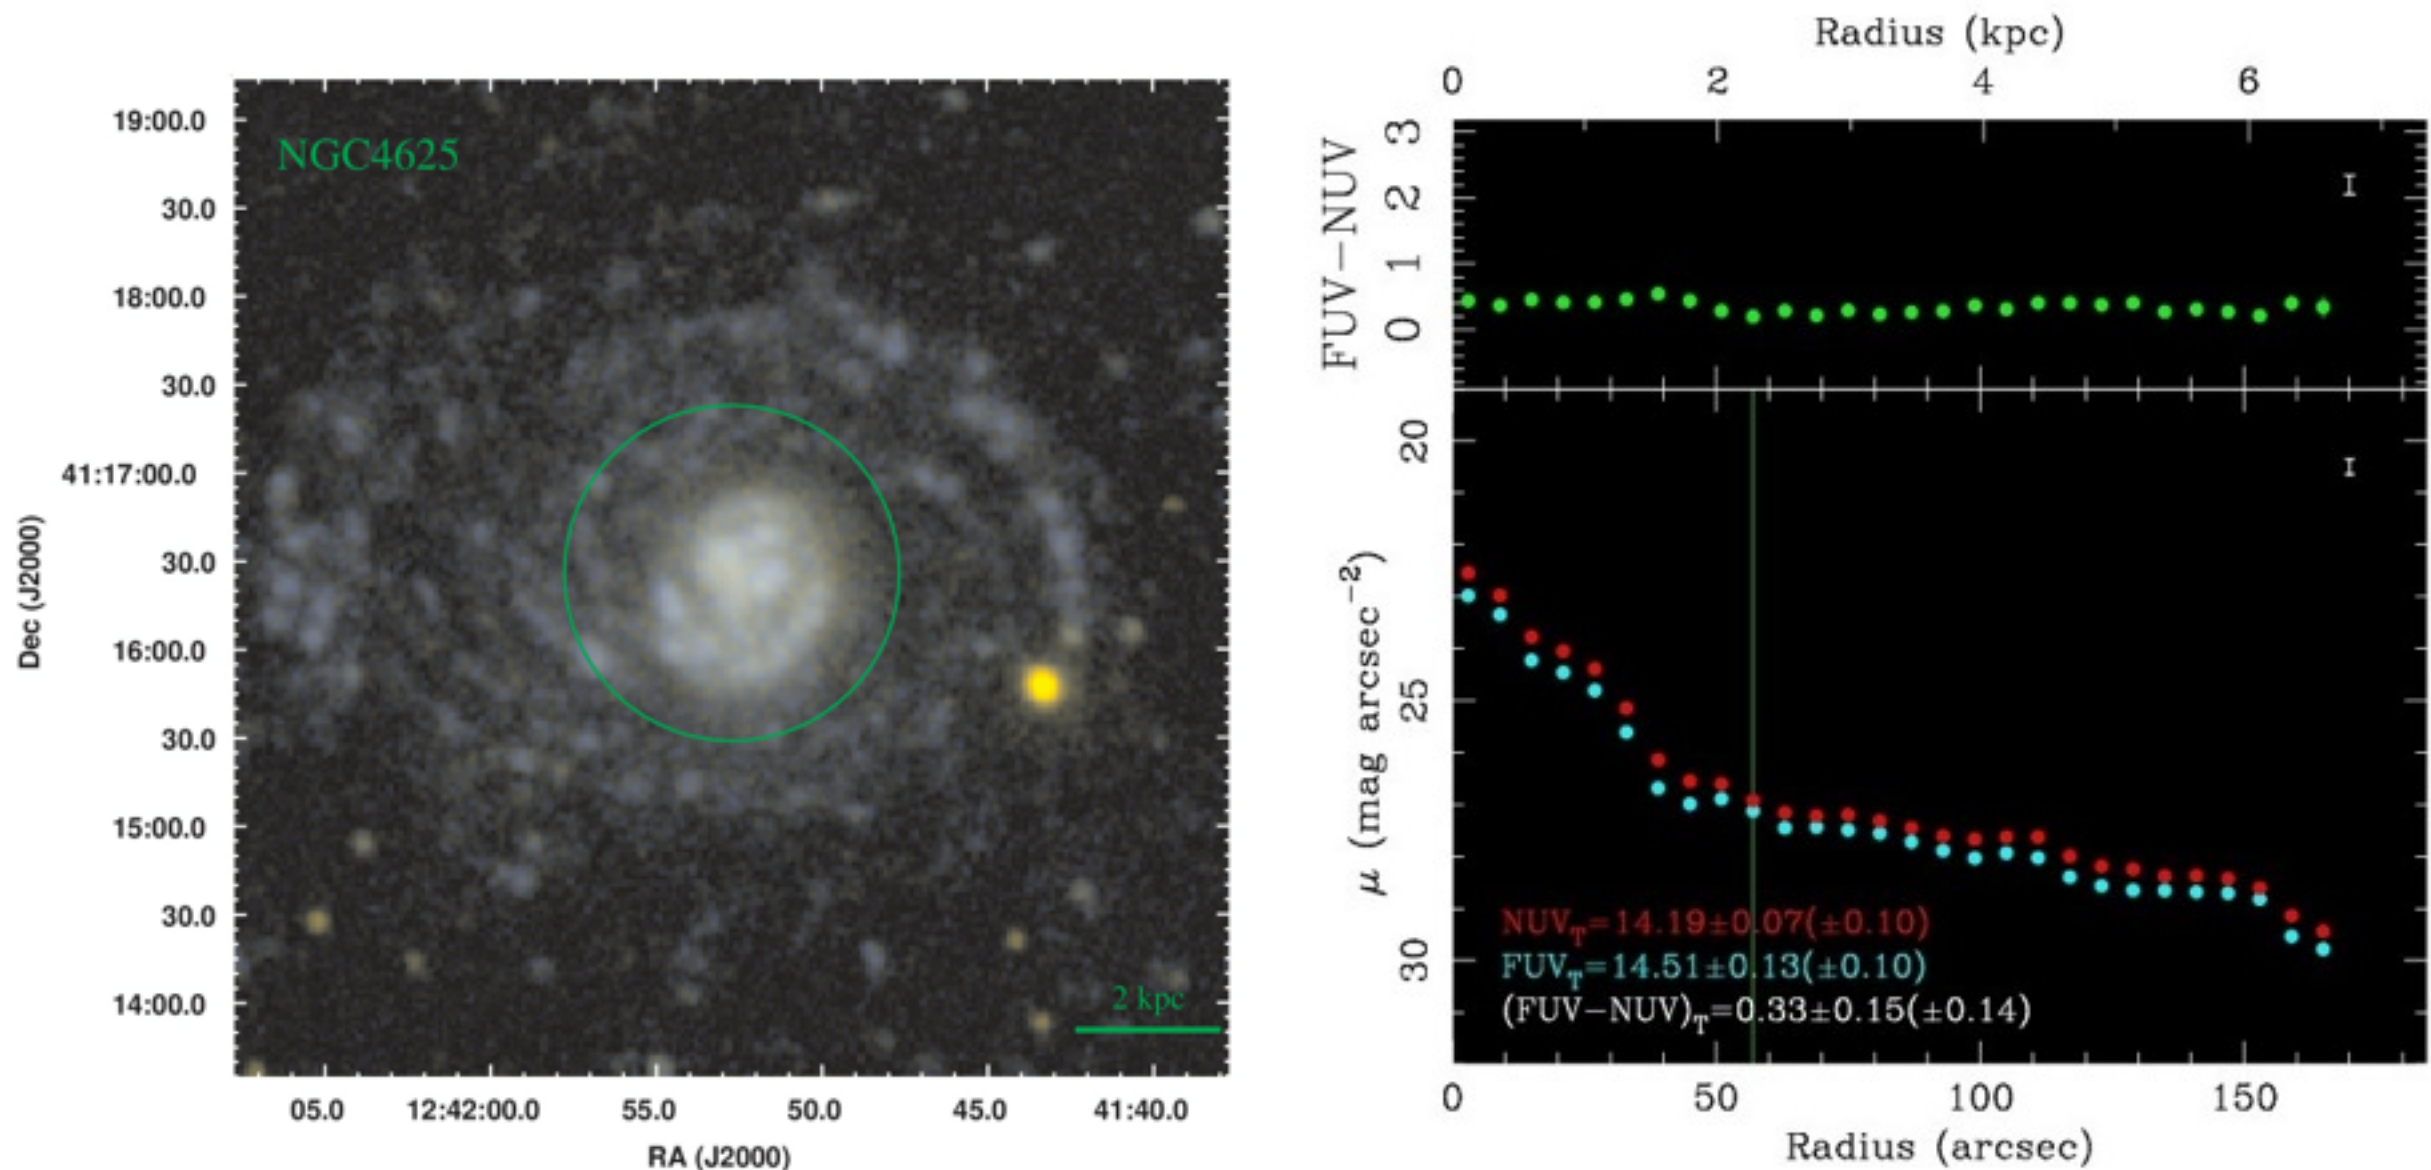 NGC4625
19:00.0
30.0
18:00.0
30.0
41:17:00.0
30.0
16:00.0
30.0
15:00.0
30.0
14:00.0
Dec (J2000)
2 kpc
05.0 12:42:00.0 55.0 50.0 45.0 41:40.0
RA (J2000)
Radius (kpc)
0 2 4 6
FUV−NUV
3
2
1
0
μ (mag arcsec−2)
20
25
30
NUVT=14.19±0.07(±0.10)
FUVT=14.51±0.13(±0.10)
(FUV−NUV)T=0.33±0.15(±0.14)
0 50 100 150
Radius (arcsec)